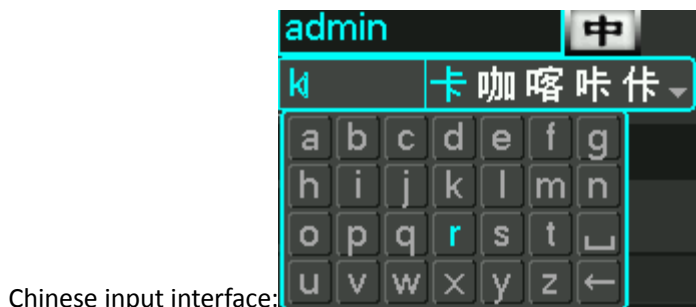 admin 中
k 卡 咖 喀 咔 佧
a b c d e f g
h i j k l m n
o p q r s t
u v w x y z ←
Chinese input interface: